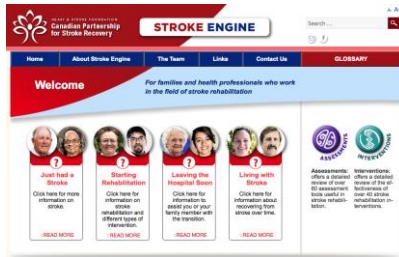 A A
HEART & STROKE FOUNDATION
Canadian Partnership
for Stroke Recovery
STROKE ENGINE
Search ...
Home
About Stroke Engine
The Team
Links
Contact Us
GLOSSARY
Welcome
For families and health professionals who work
in the field of stroke rehabilitation
?
Just had a
Stroke
Click here for more
information on
stroke.
:READ MORE
?
Starting
Rehabilitation
Click here for
information on
stroke
rehabilitation and
different types of
intervention.
:READ MORE
?
Leaving the
Hospital Soon
Click here for
information to
assist you or your
family member with
the transition.
:READ MORE
?
Living with
Stroke
Click here for
information about
recovering from
stroke over time.
:READ MORE
ASSESSMENTS
Assessments:
offers a detailed
review of over
60 assessment
tools useful in
stroke rehabili-
tation.
INTERVENTIONS
Interventions:
offers a detailed
review of the ef-
fectiveness of
over 40 stroke
rehabilitation in-
terventions.